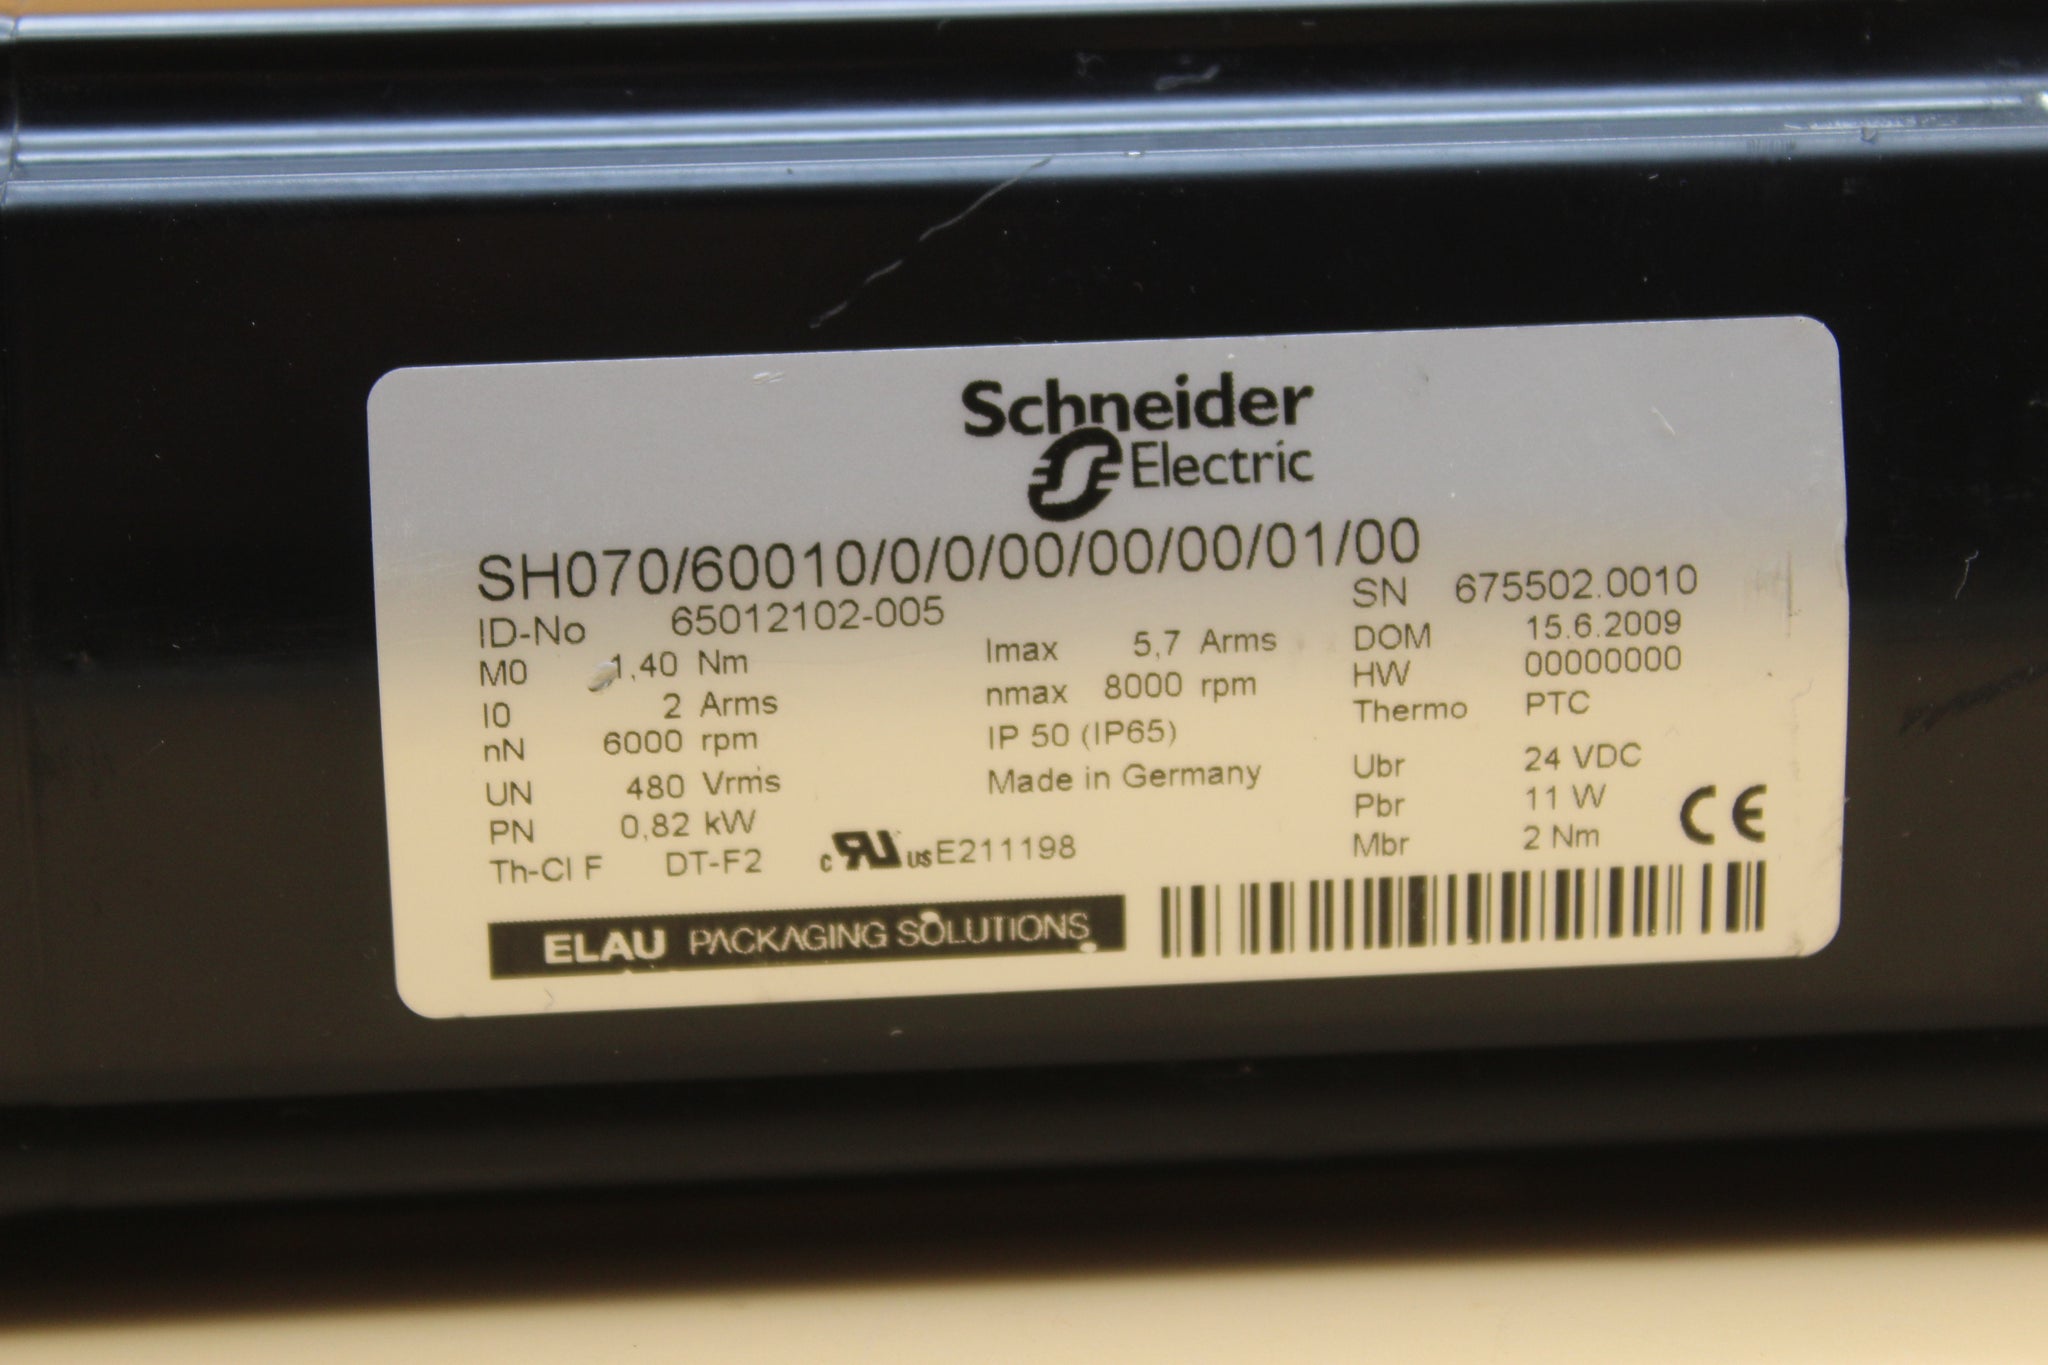 Schneider
Electric
SH070/60010/0/0/00/00/00/01/00
ID-No 65012102-005 SN 675502.0010
M0 1,40 Nm Imax 5,7 Arms DOM 15.6.2009
I0 2 Arms nmax 8000 rpm HW 00000000
nN 6000 rpm IP 50 (IP65) Thermo PTC
UN 480 Vrms Made in Germany Ubr 24 VDC
PN 0,82 kW Pbr 11 W
Th-Cl F DT-F2 c RU us E211198 Mbr 2 Nm CE
ELAU PACKAGING SOLUTIONS